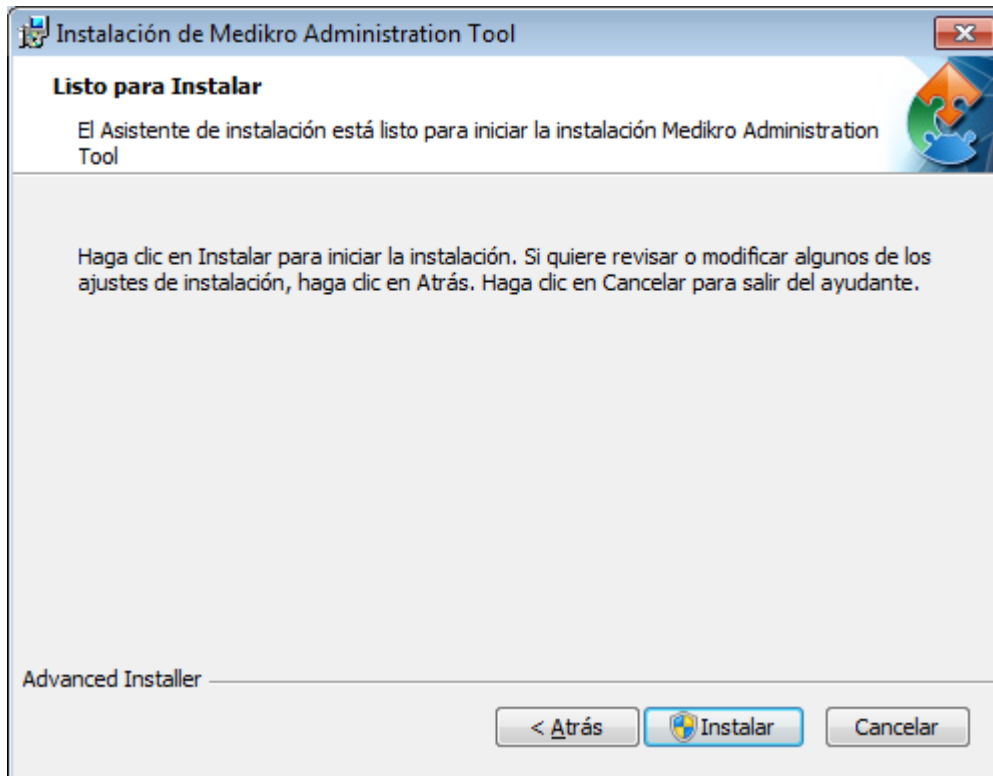 Instalación de Medikro Administration Tool
Listo para Instalar
El Asistente de instalación está listo para iniciar la instalación Medikro Administration
Tool
Haga clic en Instalar para iniciar la instalación. Si quiere revisar o modificar algunos de los
ajustes de instalación, haga clic en Atrás. Haga clic en Cancelar para salir del ayudante.
Advanced Installer
< Atrás
Instalar
Cancelar